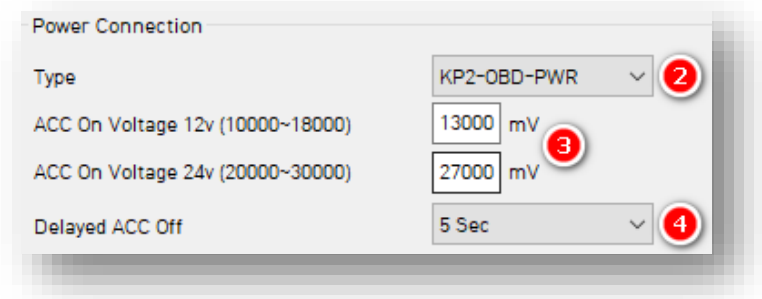 Power Connection
Type KP2-OBD-PWR 2
ACC On Voltage 12v (10000~18000) 13000 mV
3
ACC On Voltage 24v (20000~30000) 27000 mV
Delayed ACC Off 5 Sec 4